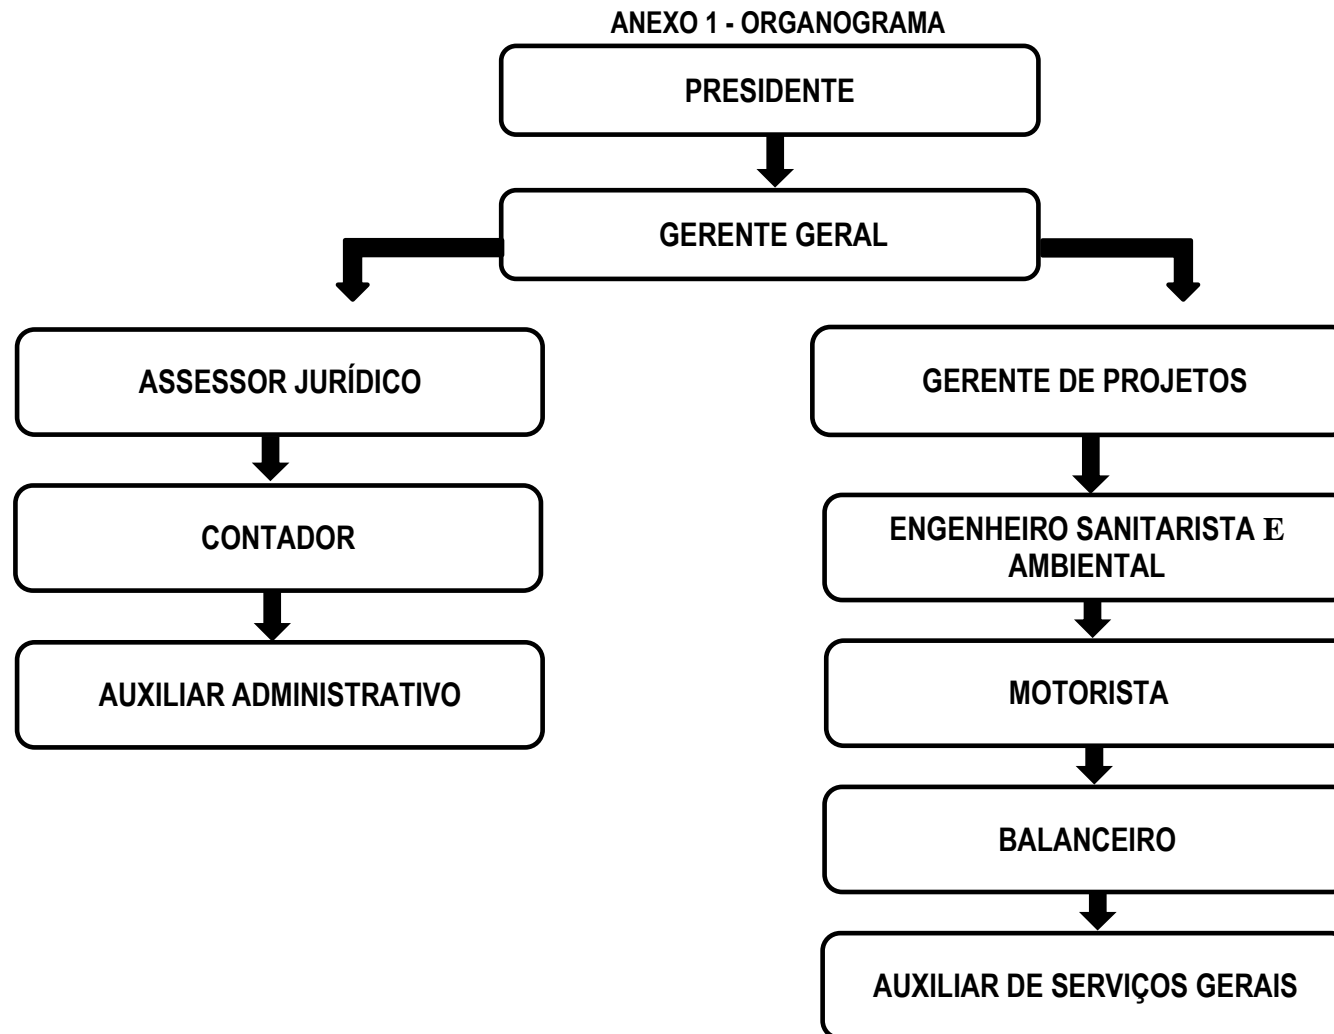 ANEXO 1 - ORGANOGRAMA
PRESIDENTE
GERENTE GERAL
ASSESSOR JURÍDICO
CONTADOR
AUXILIAR ADMINISTRATIVO
GERENTE DE PROJETOS
ENGENHEIRO SANITARISTA E
AMBIENTAL
MOTORISTA
BALANCEIRO
AUXILIAR DE SERVIÇOS GERAIS